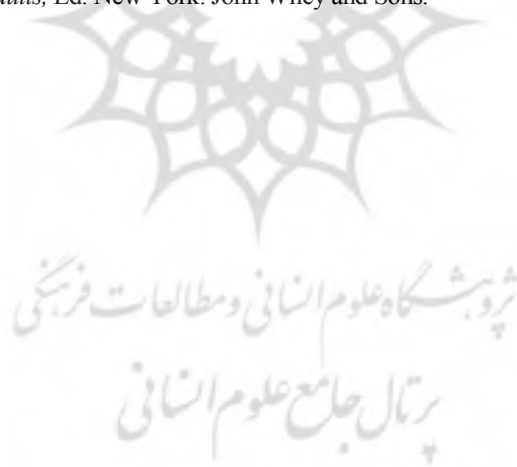 Ed. New York: John Wiley and Sons.
پژوهشگاه علوم انسانی و مطالعات فرهنگی
پرتال جامع علوم انسانی